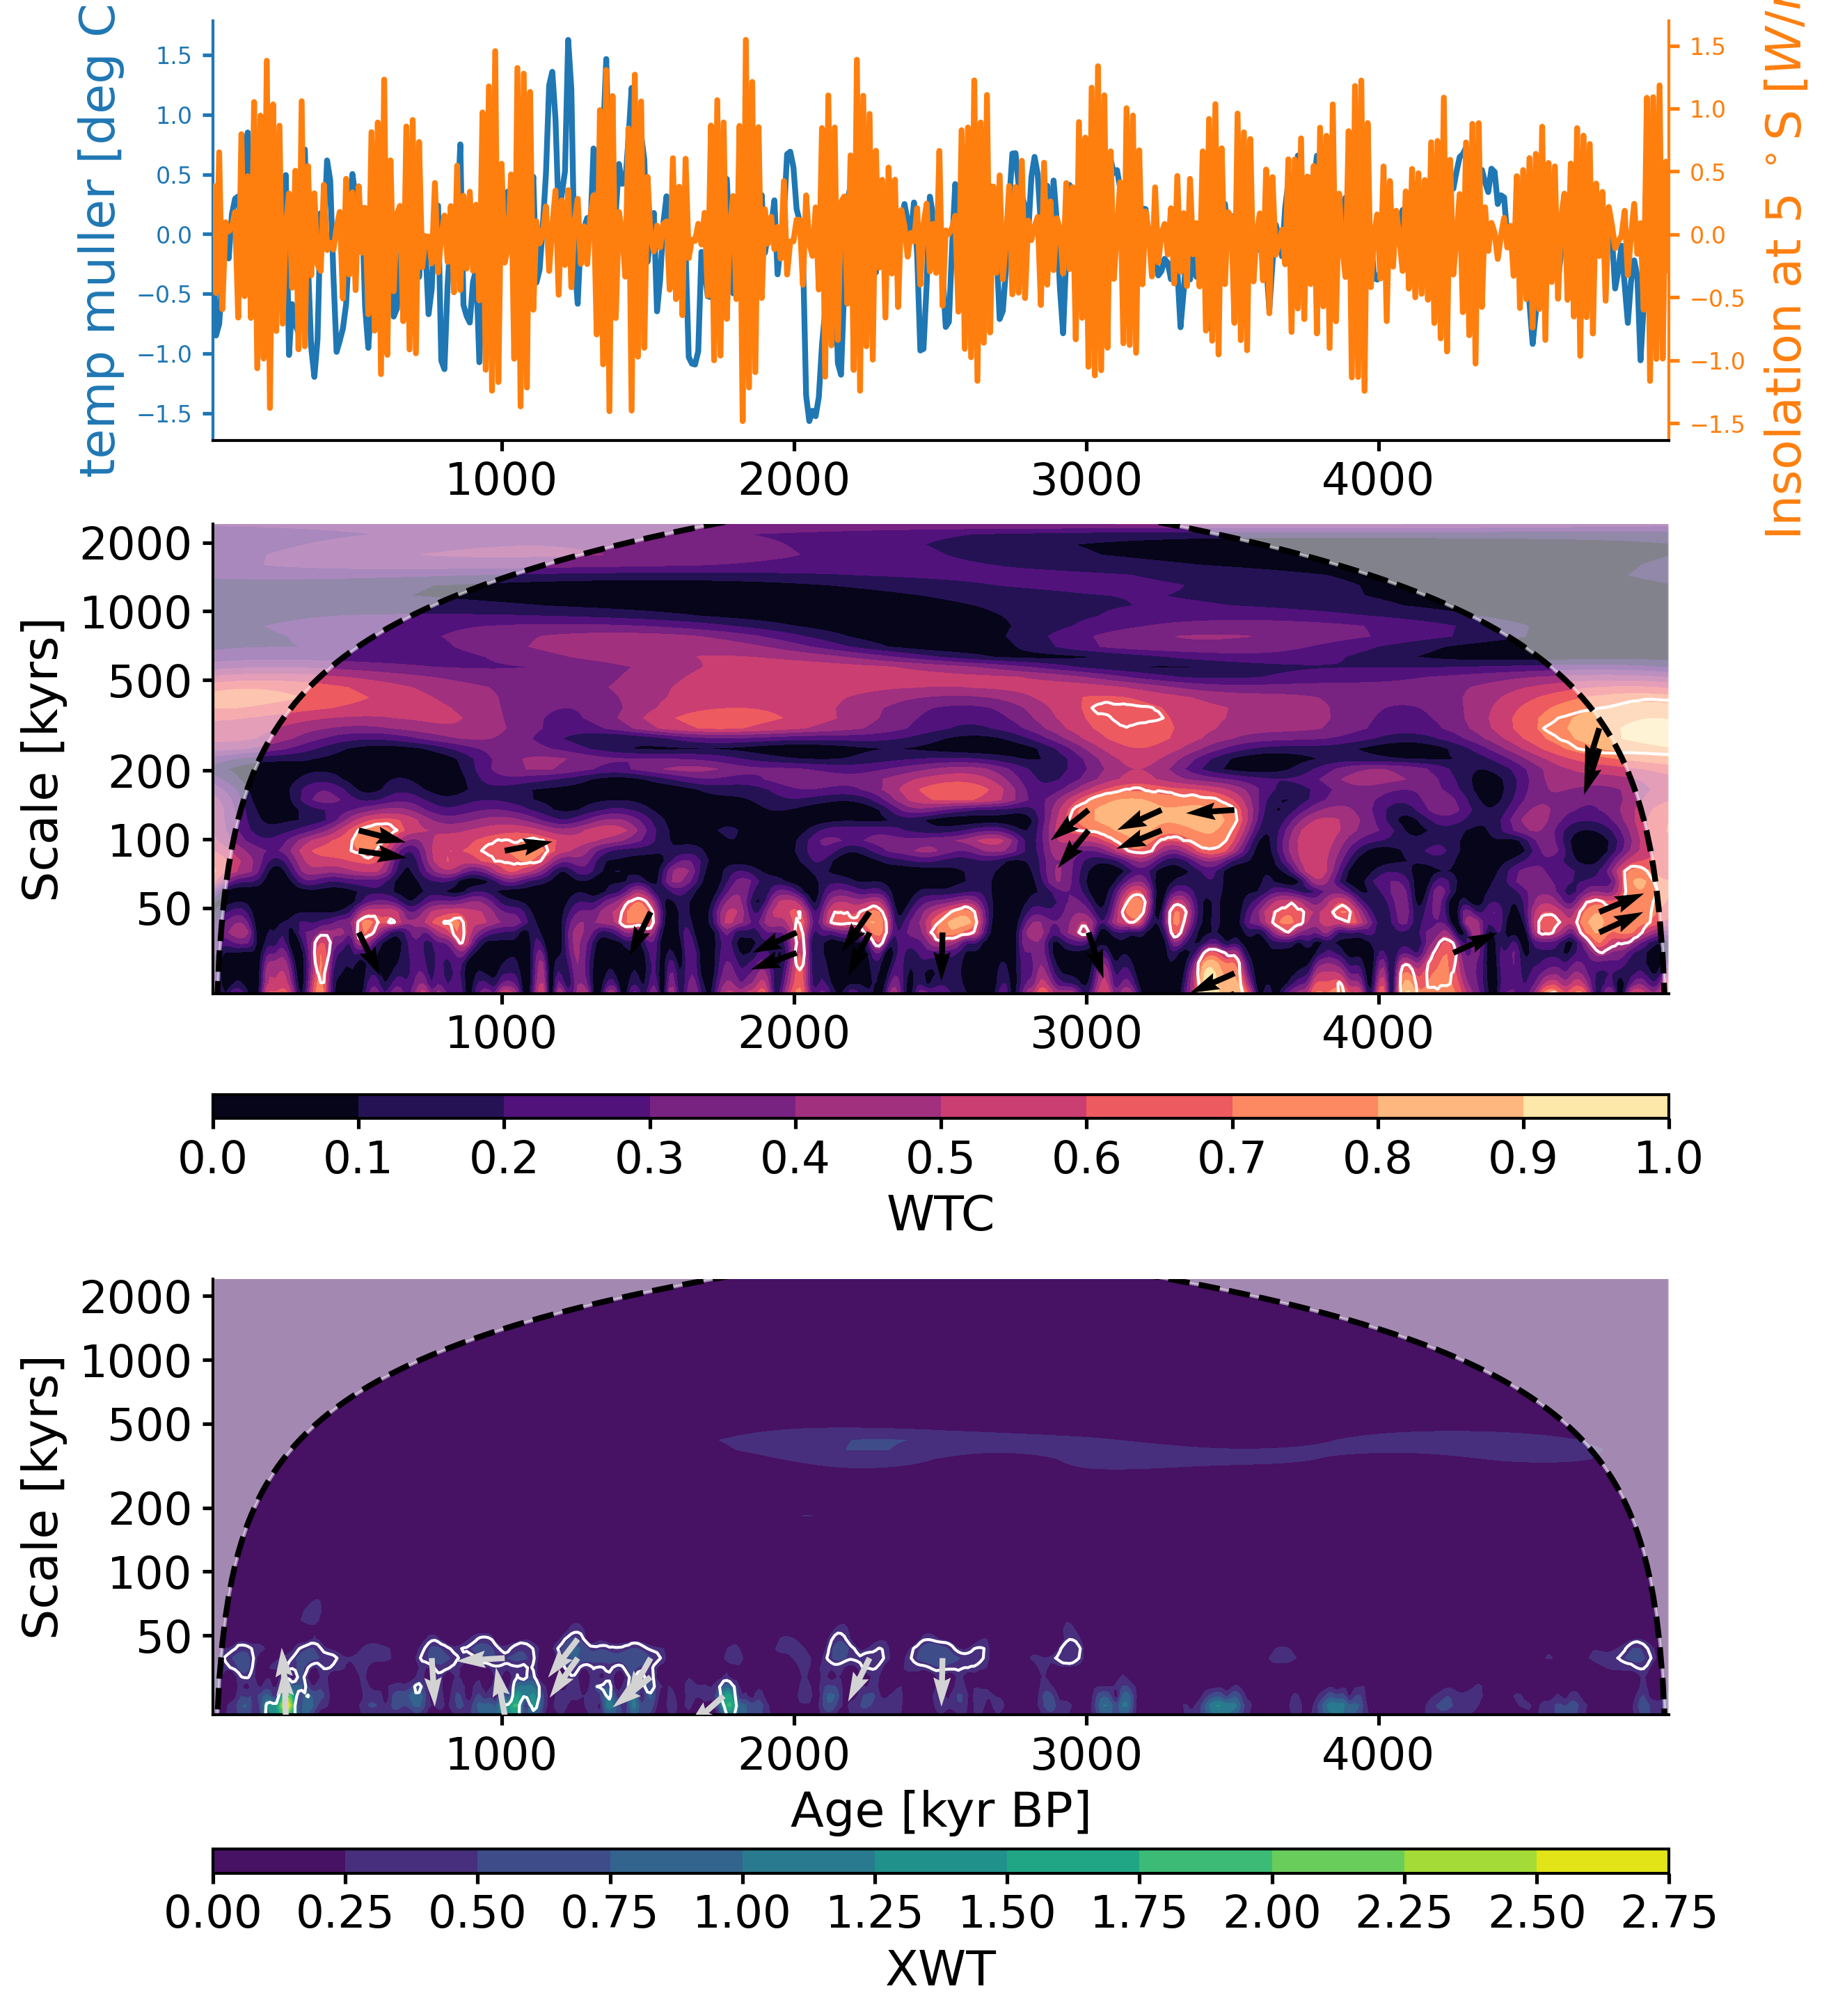 temp muller [deg C
1.5
1.0
0.5
0.0
−0.5
−1.0
−1.5
1.5
1.0
0.5
0.0
−0.5
−1.0
−1.5
Insolation at 5 ° S [W/
1000 2000 3000 4000
Scale [kyrs]
2000
1000
500
200
100
50
1000 2000 3000 4000
0.0 0.1 0.2 0.3 0.4 0.5 0.6 0.7 0.8 0.9 1.0
WTC
Scale [kyrs]
2000
1000
500
200
100
50
1000 2000 3000 4000
Age [kyr BP]
0.00 0.25 0.50 0.75 1.00 1.25 1.50 1.75 2.00 2.25 2.50 2.75
XWT